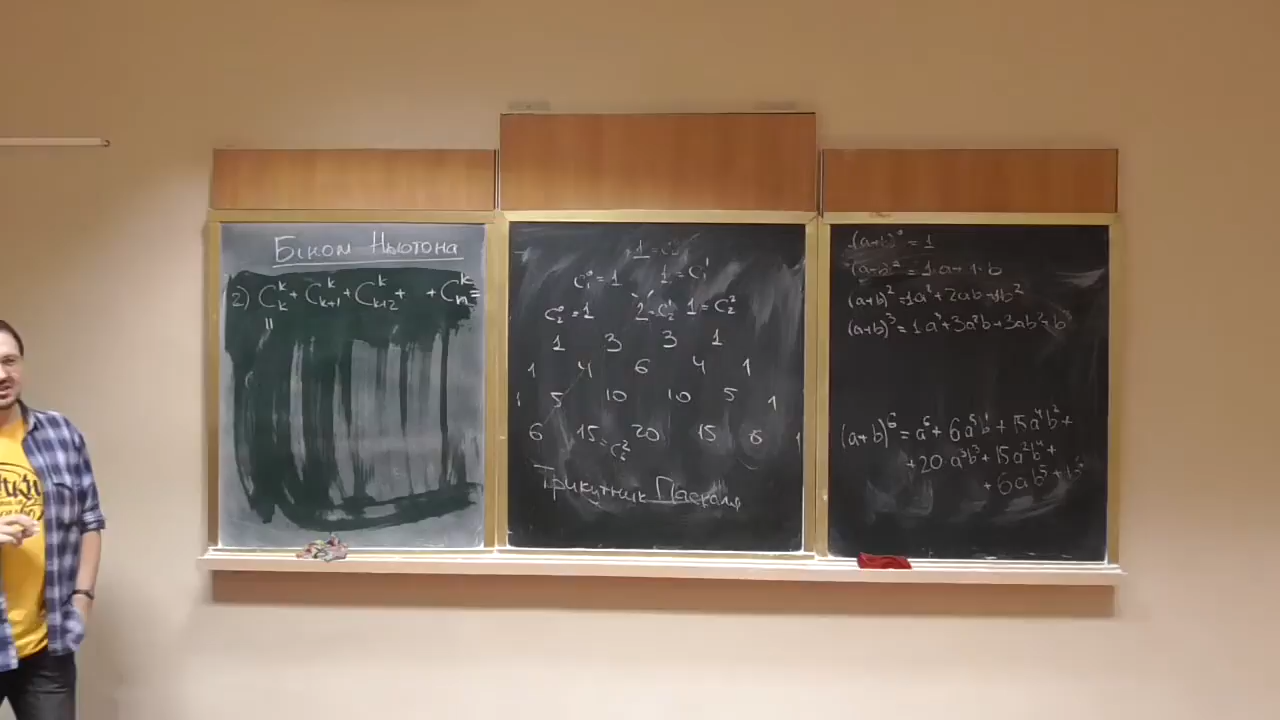 Біном Ньютона
2) C_k^k + C_{k+1}^k + C_{k+2}^k + + C_n^k =
||
1 = C
C_1^0 = 1 1 = C_1^1
C_2^0 = 1 2 = C_2^1 1 = C_2^2
1 3 3 1
1 4 6 4 1
1 5 10 10 5 1
6 15 = C_6^2 20 15 6 1
Трикутник Паскаля
(a+b)^0 = 1
= 1·a + 1·b
(a+b)^2 = 1a^2 + 2ab + 1b^2
(a+b)^3 = 1·a^3 + 3a^2b + 3ab^2 + b^3
(a+b)^6 = a^6 + 6a^5b^1 + 15a^4b^2 +
+ 20·a^3b^3 + 15a^2b^4 +
+ 6ab^5 + b^6